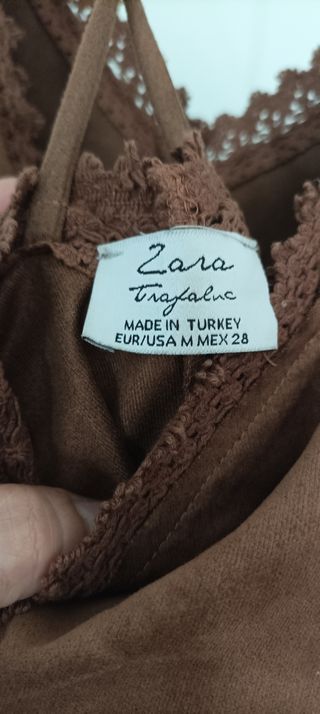 Zara
Trafaluc
MADE IN TURKEY
EUR/USA M MEX 28